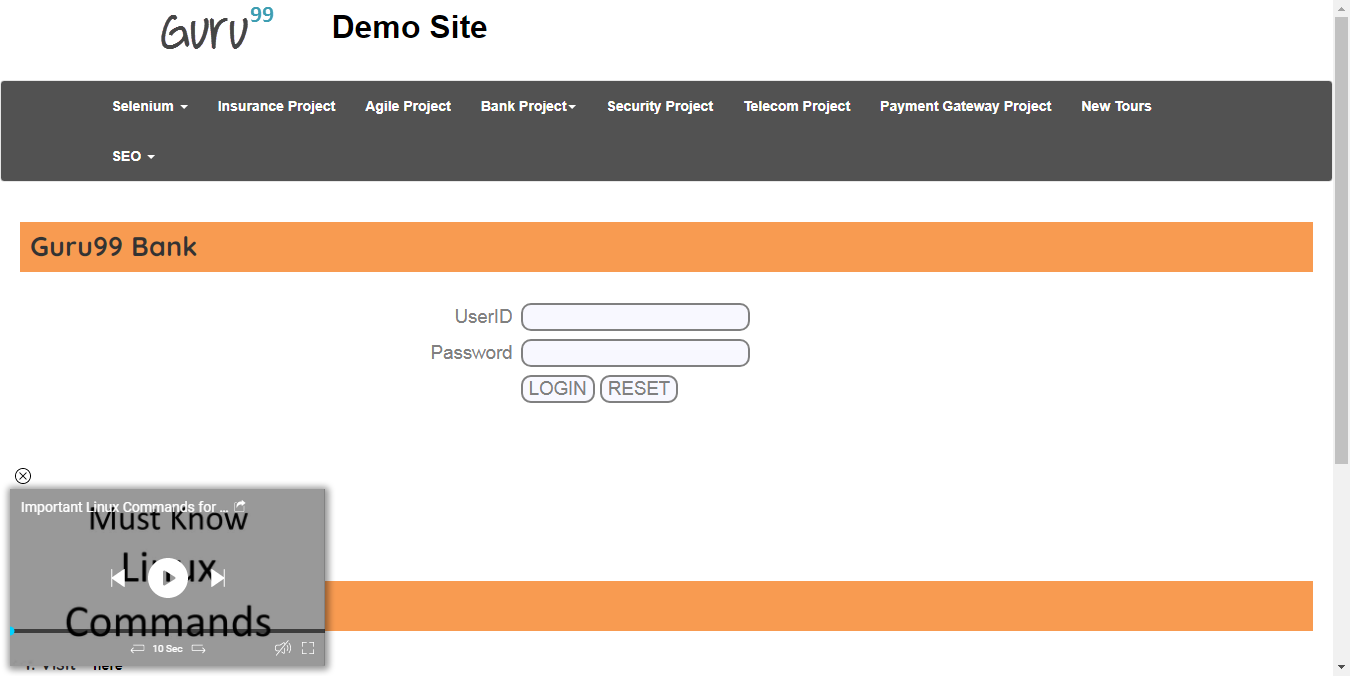 Guru99
Demo Site
Selenium Insurance Project Agile Project Bank Project Security Project Telecom Project Payment Gateway Project New Tours
SEO
Guru99 Bank
UserID
Password
LOGIN RESET
Important Linux Commands for ...
Must Know
Linux
Commands
10 Sec
1. Visit here